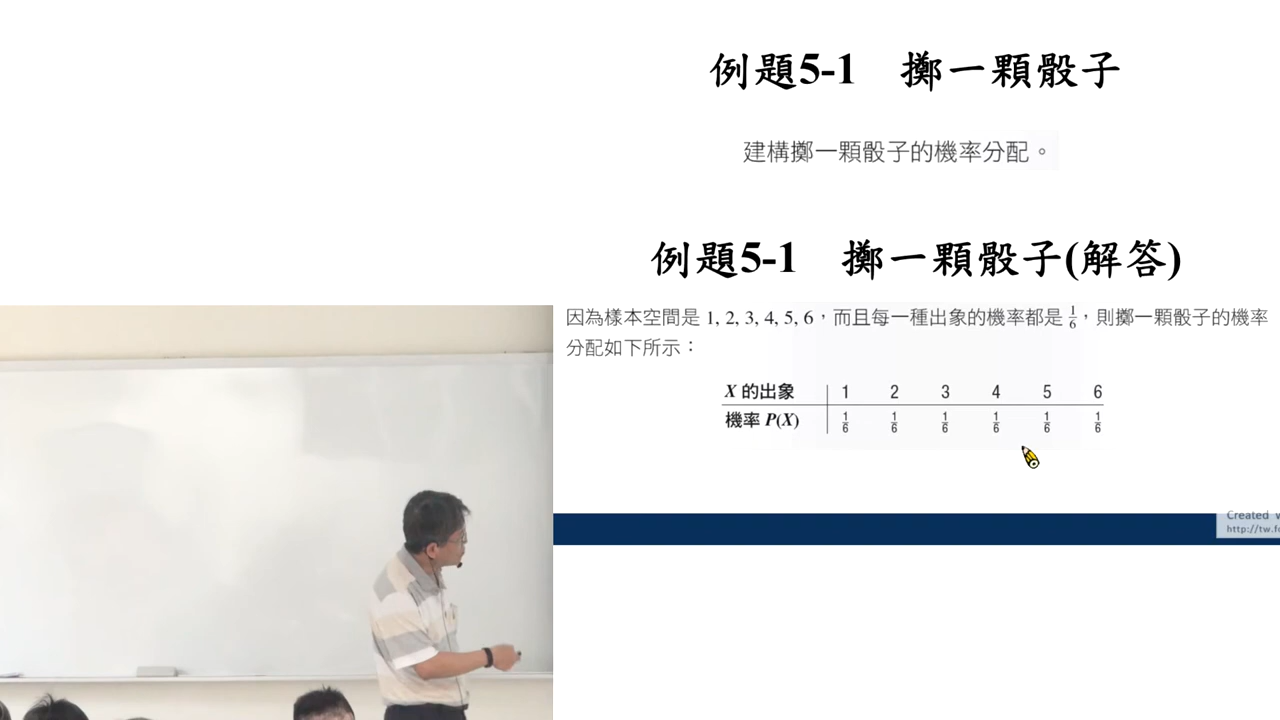 例題5-1 擲一顆骰子
建構擲一顆骰子的機率分配。
例題5-1 擲一顆骰子(解答)
因為樣本空間是 1, 2, 3, 4, 5, 6，而且每一種出象的機率都是 1/6，則擲一顆骰子的機率
分配如下所示：
X 的出象 1 2 3 4 5 6
機率 P(X) 1/6 1/6 1/6 1/6 1/6 1/6
Created
http://tw.fo